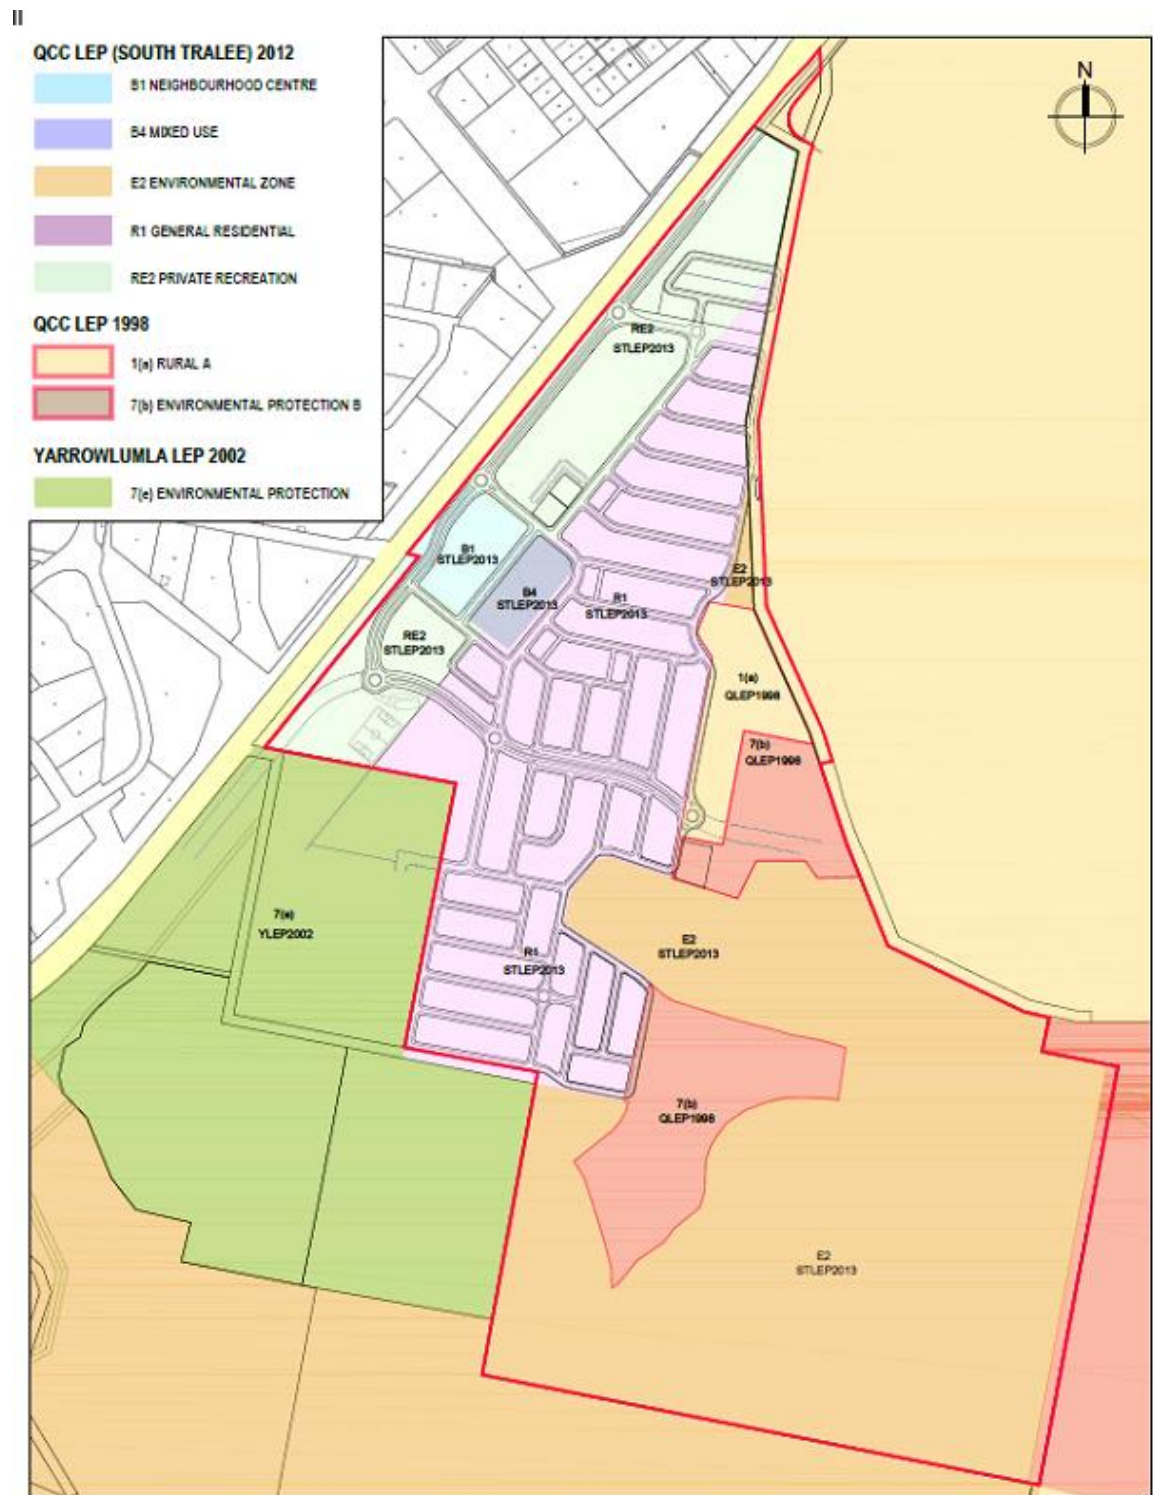 II
QCC LEP (SOUTH TRALEE) 2012
B1 NEIGHBOURHOOD CENTRE
B4 MIXED USE
E2 ENVIRONMENTAL ZONE
R1 GENERAL RESIDENTIAL
RE2 PRIVATE RECREATION
QCC LEP 1998
1(a) RURAL A
7(b) ENVIRONMENTAL PROTECTION B
YARROWLUMLA LEP 2002
7(e) ENVIRONMENTAL PROTECTION
N
RE2
STLEP2013
B1
STLEP2013
B4
STLEP2013
E2
STLEP2013
R1
STLEP2013
RE2
STLEP2013
1(a)
QLEP1998
7(b)
QLEP1998
7(e)
YLEP2002
E2
STLEP2013
R1
STLEP2013
7(b)
QLEP1998
E2
STLEP2013